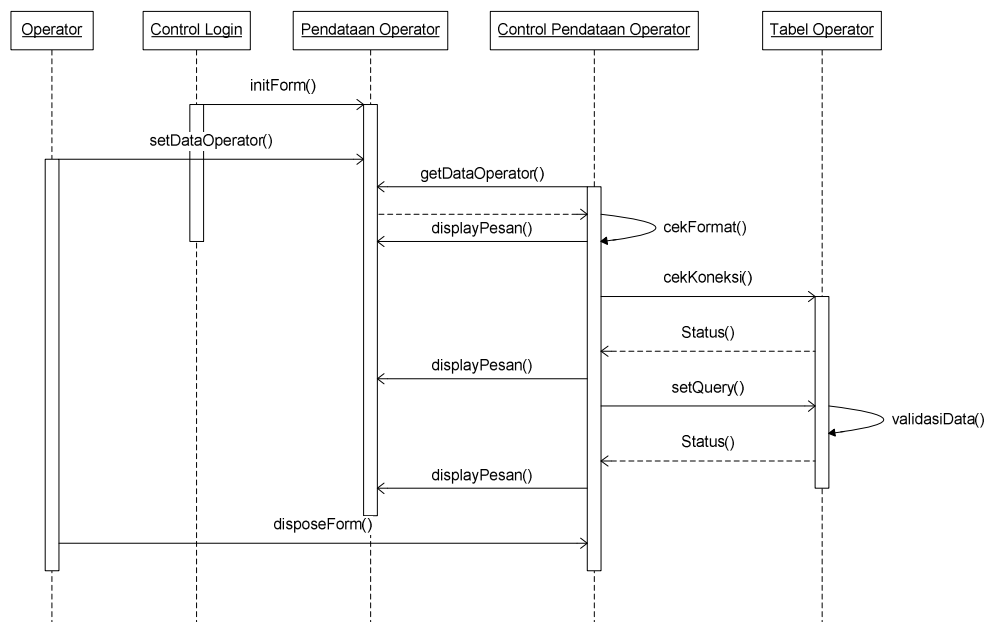 Operator
Control Login
Pendataan Operator
Control Pendataan Operator
Tabel Operator
initForm()
setDataOperator()
getDataOperator()
displayPesan()
cekFormat()
cekKoneksi()
Status()
displayPesan()
setQuery()
validasiData()
Status()
displayPesan()
disposeForm()